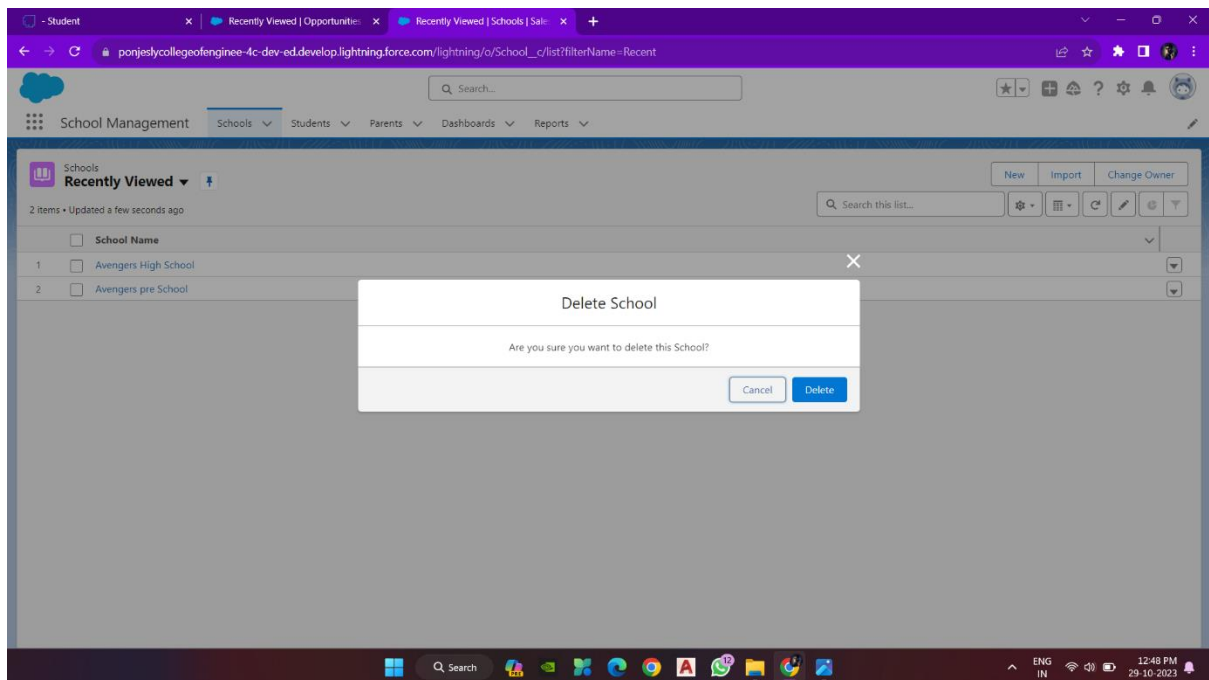 - Student
Recently Viewed | Opportunities
Recently Viewed | Schools | Sale
ponjeslycollegeofenginee-4c-dev-ed.develop.lightning.force.com/lightning/o/School__c/list?filterName=Recent
Search...
School Management Schools Students Parents Dashboards Reports
Schools
Recently Viewed
New Import Change Owner
2 items • Updated a few seconds ago
Search this list...
School Name
1 Avengers High School
2 Avengers pre School
Delete School
Are you sure you want to delete this School?
Cancel Delete
Search
12
ENG
IN
12:48 PM
29-10-2023